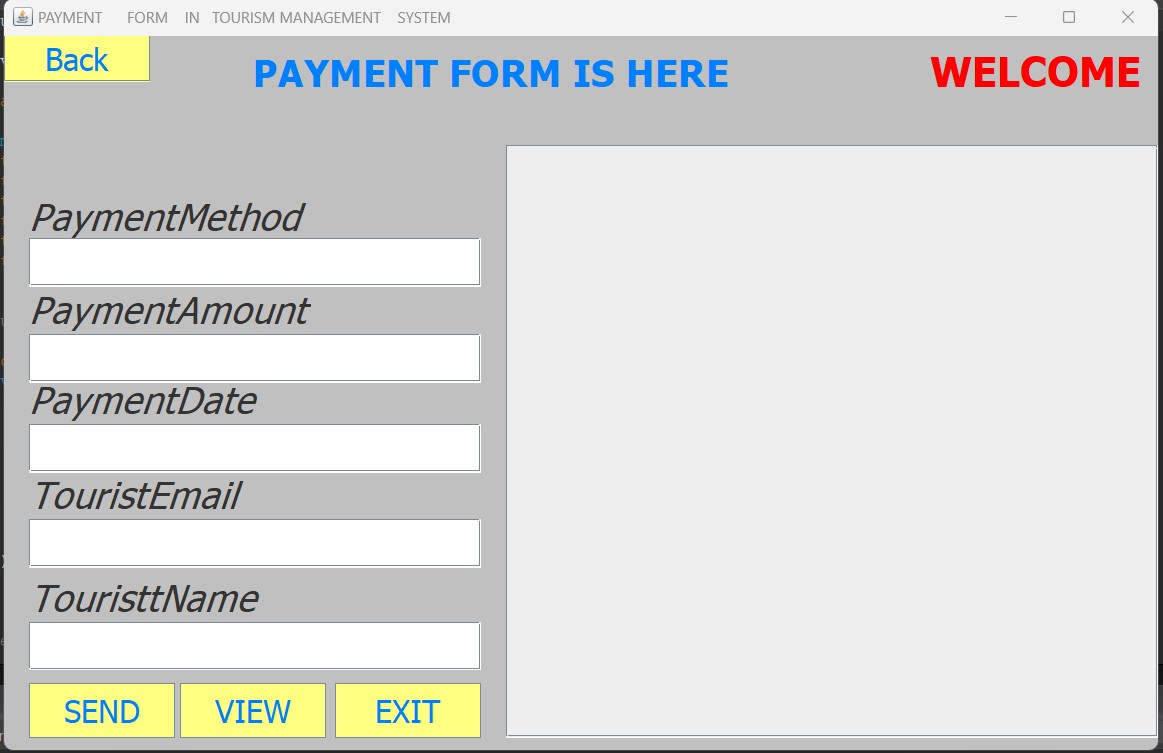 PAYMENT FORM IN TOURISM MANAGEMENT SYSTEM
Back
PAYMENT FORM IS HERE
WELCOME
PaymentMethod
PaymentAmount
PaymentDate
TouristEmail
TouristtName
SEND VIEW EXIT